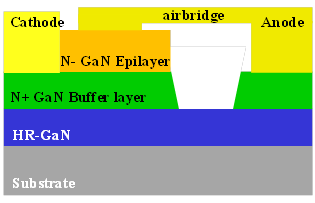 airbridge
Cathode
Anode
N- GaN Epilayer
N+ GaN Buffer layer
HR-GaN
Substrate